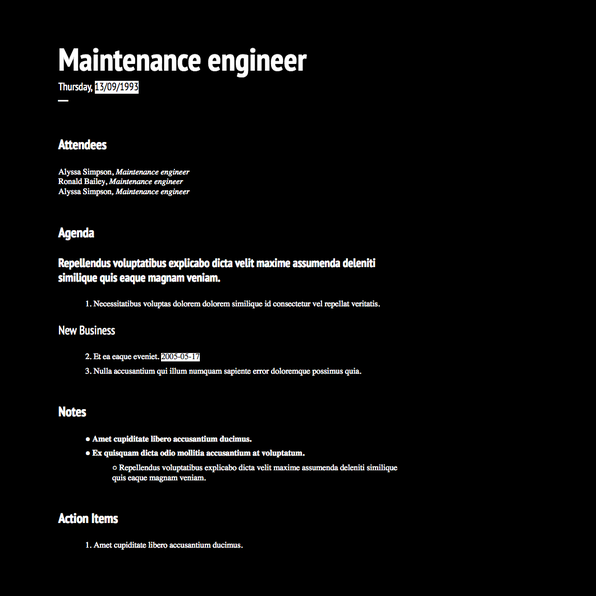 Maintenance engineer
Thursday, 13/09/1993
Attendees
Alyssa Simpson, Maintenance engineer
Ronald Bailey, Maintenance engineer
Alyssa Simpson, Maintenance engineer
Agenda
Repellendus voluptatibus explicabo dicta velit maxime assumenda deleniti
similique quis eaque magnam veniam.
1. Necessitatibus voluptas dolorem dolorem similique id consectetur vel repellat veritatis.
New Business
2. Et ea eaque eveniet. 2005-05-17
3. Nulla accusantium qui illum numquam sapiente error doloremque possimus quia.
Notes
● Amet cupiditate libero accusantium ducimus.
● Ex quisquam dicta odio mollitia accusantium at voluptatum.
○ Repellendus voluptatibus explicabo dicta velit maxime assumenda deleniti similique
quis eaque magnam veniam.
Action Items
1. Amet cupiditate libero accusantium ducimus.